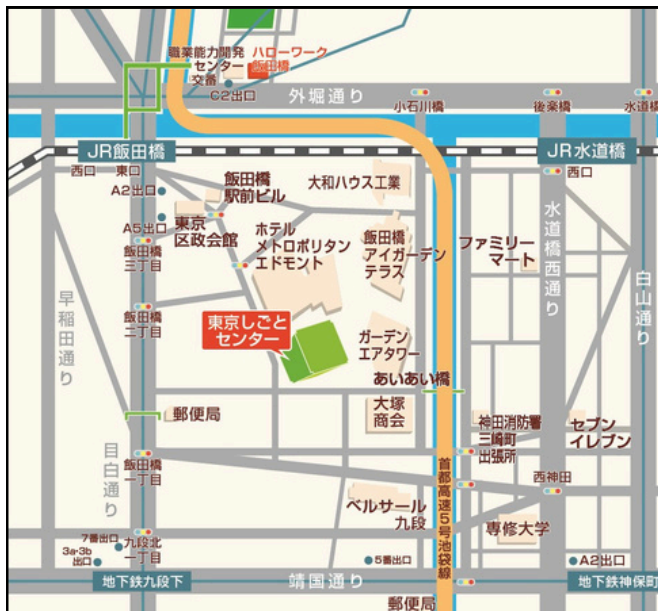 職業能力開発
センター
ハローワーク
飯田橋
交番
C2出口
外堀通り
小石川橋
後楽橋
水道橋
JR飯田橋
JR水道橋
西口
東口
西口
A2出口
飯田橋
駅前ビル
大和ハウス工業
A5出口
東京
区政会館
ホテル
メトロポリタン
エドモント
飯田橋
アイガーデン
テラス
ファミリー
マート
水道橋西通り
白山通り
飯田橋
三丁目
早稲田通り
飯田橋
二丁目
東京しごと
センター
ガーデン
エアタワー
あいあい橋
郵便局
大塚
商会
神田消防署
三崎町
出張所
セブン
イレブン
目白通り
飯田橋
一丁目
首都高速5号池袋線
西神田
ベルサール
九段
専修大学
7番出口
九段北
一丁目
3a・3b
出口
5番出口
A2出口
地下鉄九段下
靖国通り
地下鉄神保町
郵便局